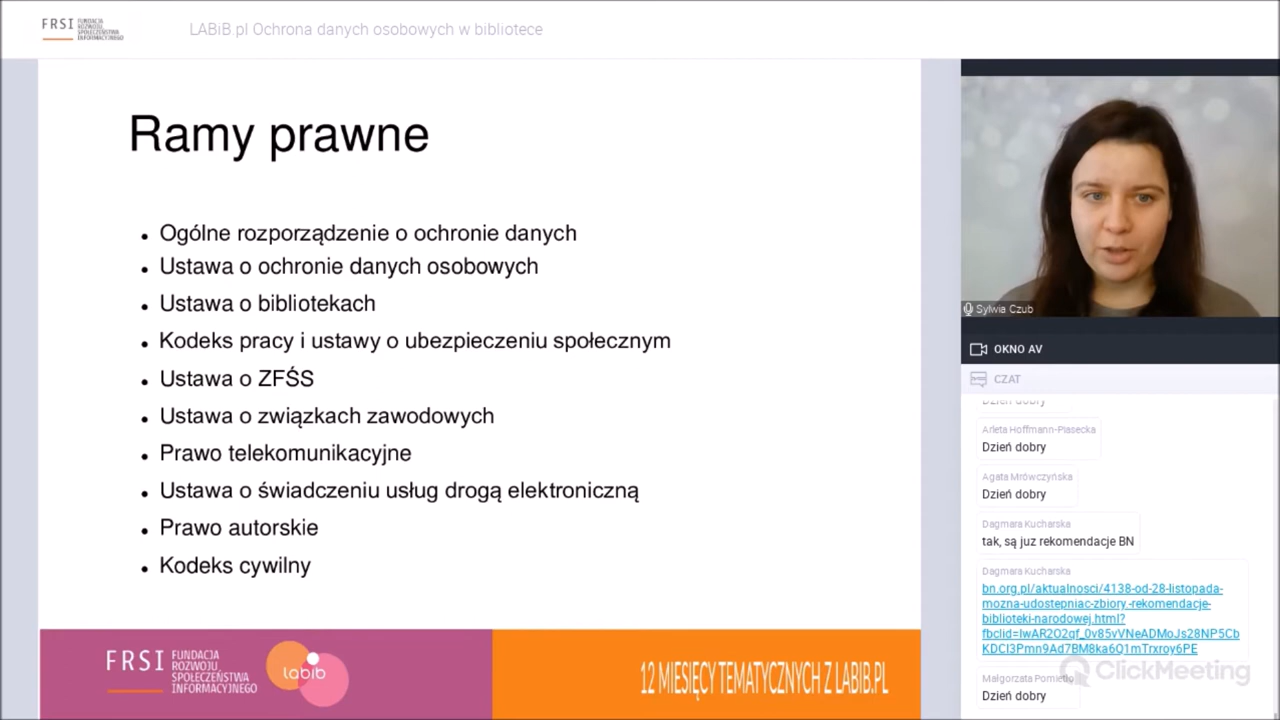 FRSI FUNDACJA
ROZWOJU
SPOŁECZEŃSTWA
INFORMACYJNEGO
LABiB.pl Ochrona danych osobowych w bibliotece
Ramy prawne
• Ogólne rozporządzenie o ochronie danych
• Ustawa o ochronie danych osobowych
• Ustawa o bibliotekach
• Kodeks pracy i ustawy o ubezpieczeniu społecznym
• Ustawa o ZFŚS
• Ustawa o związkach zawodowych
• Prawo telekomunikacyjne
• Ustawa o świadczeniu usług drogą elektroniczną
• Prawo autorskie
• Kodeks cywilny
FRSI FUNDACJA
ROZWOJU
SPOŁECZEŃSTWA
INFORMACYJNEGO
labib
12 MIESIĘCY TEMATYCZNYCH Z LABIB.PL
Sylwia Czub
OKNO AV
CZAT
Dzień dobry
Arleta Hoffmann-Piasecka
Dzień dobry
Agata Mrówczyńska
Dzień dobry
Dagmara Kucharska
tak, są juz rekomendacje BN
Dagmara Kucharska
bn.org.pl/aktualnosci/4138-od-28-listopada-
mozna-udostepniac-zbiory.-rekomendacje-
biblioteki-narodowej.html?
fbclid=IwAR2O2qf_0v85vVNeADMoJs28NP5Cb
KDCI3Pmn9Ad7BM8ka6Q1mTrxroy6PE
ClickMeeting
Małgorzata Pomietło
Dzień dobry